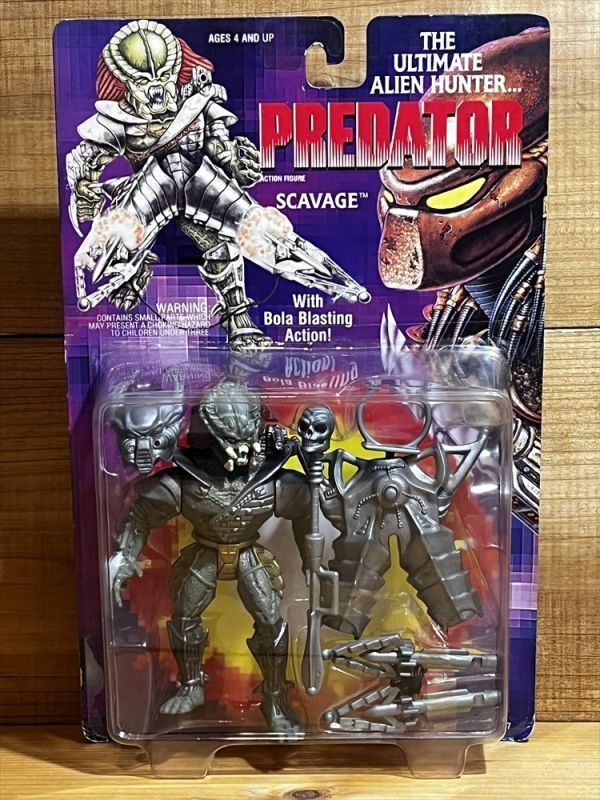 AGES 4 AND UP
THE
ULTIMATE
ALIEN HUNTER...
PREDATOR
ACTION FIGURE
SCAVAGE™
With
Bola Blasting
Action!
WARNING:
CONTAINS SMALL PARTS WHICH
MAY PRESENT A CHOKING HAZARD
TO CHILDREN UNDER THREE